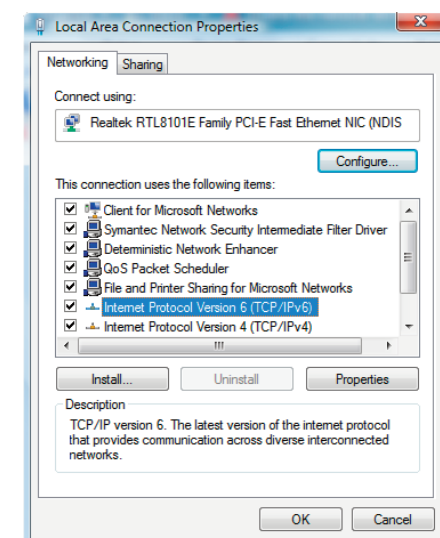 Local Area Connection Properties
Networking Sharing
Connect using:
Realtek RTL8101E Family PCI-E Fast Ethernet NIC (NDIS
Configure...
This connection uses the following items:
Client for Microsoft Networks
Symantec Network Security Intermediate Filter Driver
Deterministic Network Enhancer
QoS Packet Scheduler
File and Printer Sharing for Microsoft Networks
Internet Protocol Version 6 (TCP/IPv6)
Internet Protocol Version 4 (TCP/IPv4)
Install... Uninstall Properties
Description
TCP/IP version 6. The latest version of the internet protocol
that provides communication across diverse interconnected
networks.
OK Cancel